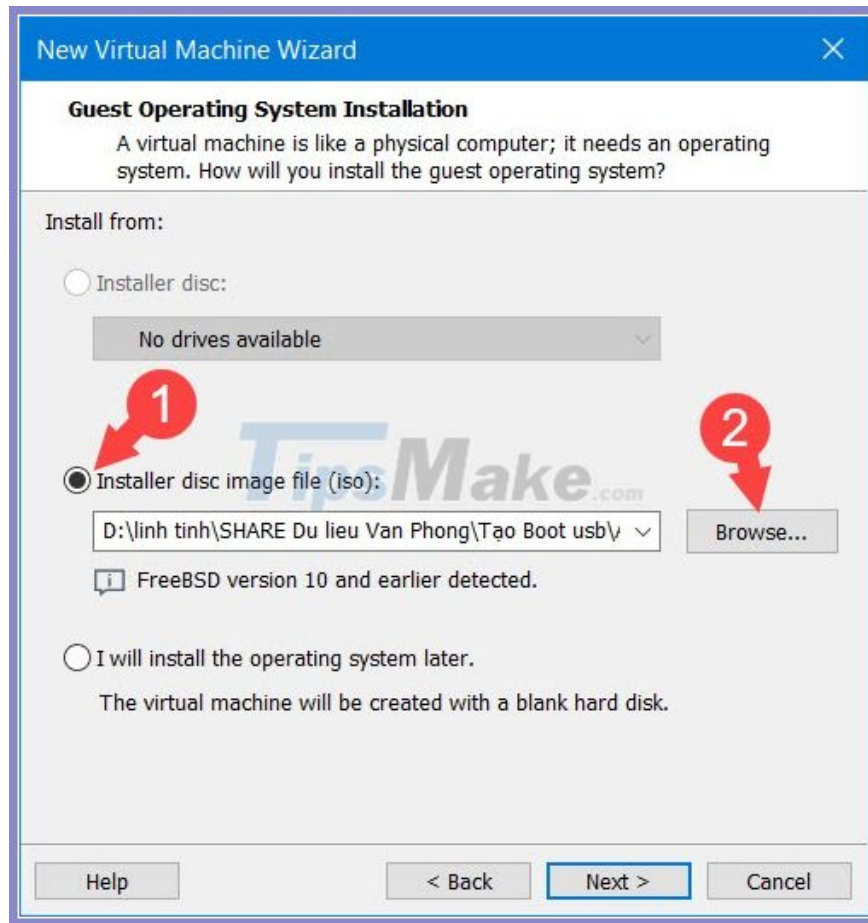 New Virtual Machine Wizard
Guest Operating System Installation
A virtual machine is like a physical computer; it needs an operating
system. How will you install the guest operating system?
Install from:
Installer disc:
No drives available
1
2
TipsMake.com
Installer disc image file (iso):
D:\linh tinh\SHARE Du lieu Van Phong\Tạo Boot usb\
Browse...
FreeBSD version 10 and earlier detected.
I will install the operating system later.
The virtual machine will be created with a blank hard disk.
Help
< Back
Next >
Cancel